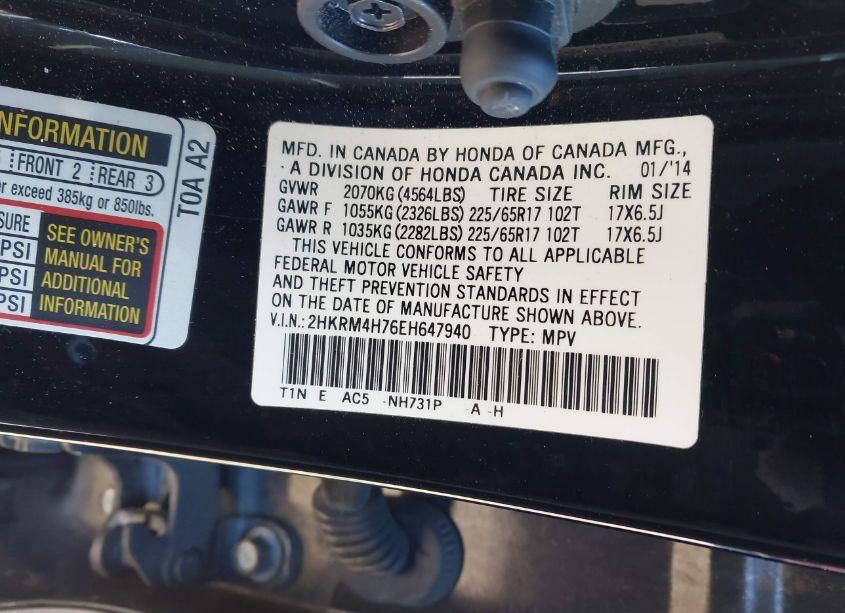 NFORMATION
FRONT 2 REAR 3
er exceed 385kg or 850lbs.
SURE
PSI
PSI
PSI
SEE OWNER'S
MANUAL FOR
ADDITIONAL
INFORMATION
T0A A2
MFD. IN CANADA BY HONDA OF CANADA MFG.,
A DIVISION OF HONDA CANADA INC. 01/'14
GVWR 2070KG (4564LBS) TIRE SIZE RIM SIZE
GAWR F 1055KG (2326LBS) 225/65R17 102T 17X6.5J
GAWR R 1035KG (2282LBS) 225/65R17 102T 17X6.5J
THIS VEHICLE CONFORMS TO ALL APPLICABLE
FEDERAL MOTOR VEHICLE SAFETY
AND THEFT PREVENTION STANDARDS IN EFFECT
ON THE DATE OF MANUFACTURE SHOWN ABOVE.
V.I.N.: 2HKRM4H76EH647940 TYPE: MPV
T1N E AC5 -NH731P -A -H